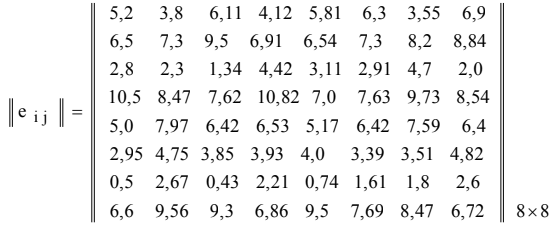 5,2 3,8 6,11 4,12 5,81 6,3 3,55 6,9
6,5 7,3 9,5 6,91 6,54 7,3 8,2 8,84
2,8 2,3 1,34 4,42 3,11 2,91 4,7 2,0
10,5 8,47 7,62 10,82 7,0 7,63 9,73 8,54
‖e i j‖ =
5,0 7,97 6,42 6,53 5,17 6,42 7,59 6,4
2,95 4,75 3,85 3,93 4,0 3,39 3,51 4,82
0,5 2,67 0,43 2,21 0,74 1,61 1,8 2,6
6,6 9,56 9,3 6,86 9,5 7,69 8,47 6,72 8×8